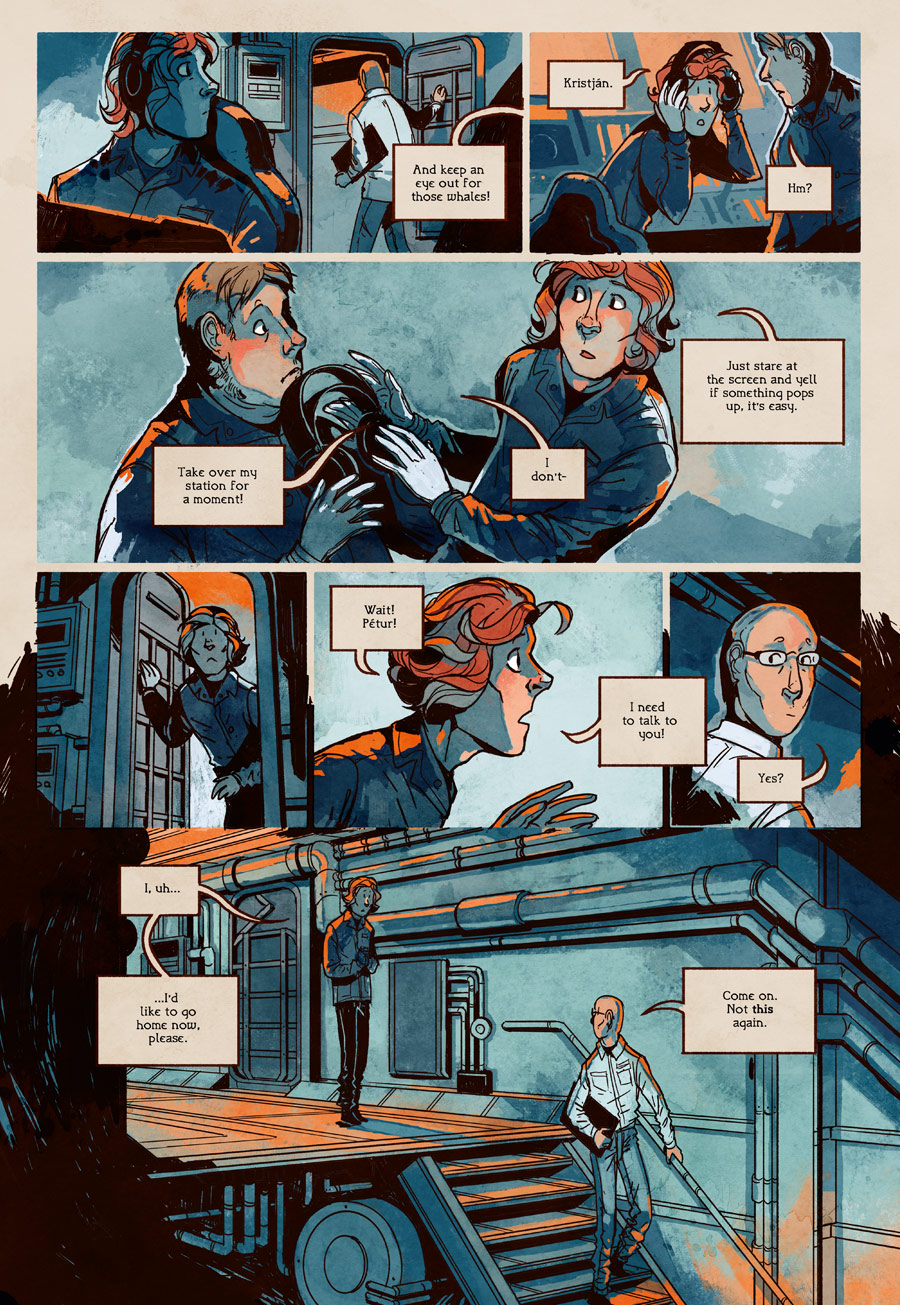 And keep an
eye out for
those whales!
Kristján.
Hm?
Take over my
station for
a moment!
I
don't-
Just stare at
the screen and yell
if something pops
up, it's easy.
Wait!
Pétur!
I need
to talk to
you!
Yes?
I, uh...
...I'd
like to go
home now,
please.
Come on.
Not this
again.